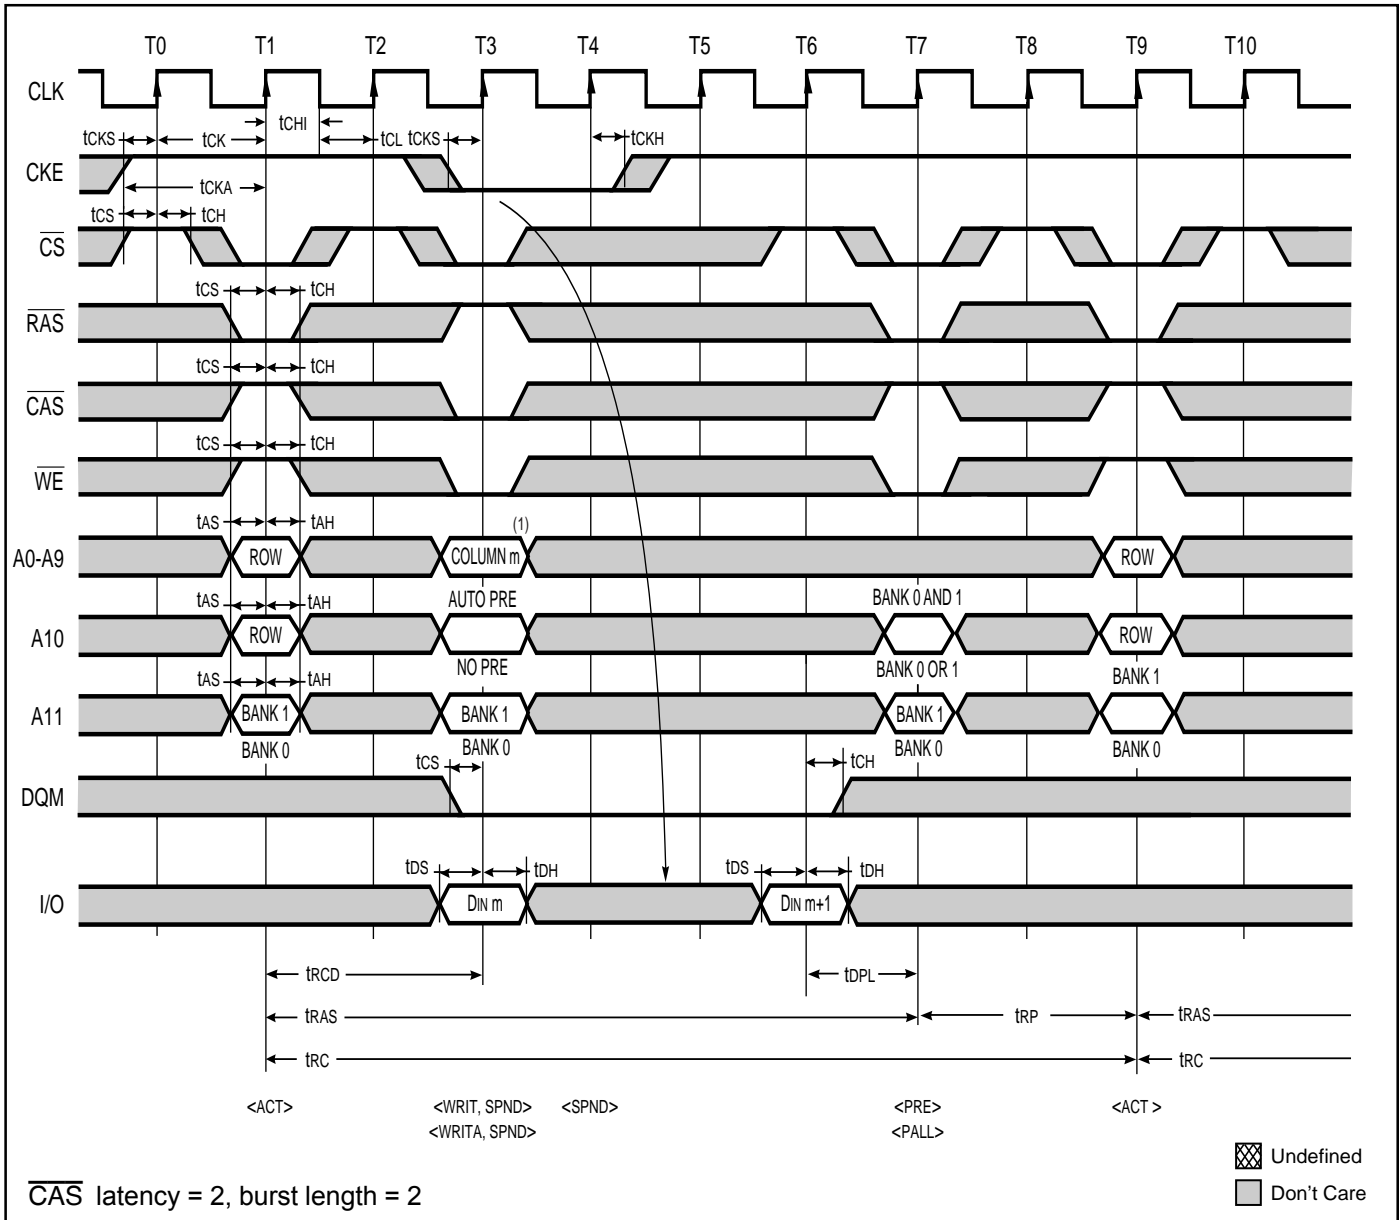 T0 T1 T2 T3 T4 T5 T6 T7 T8 T9 T10
CLK
tCHI
tCKS tCK tCL tCKS tCKH
CKE
tCKA
tCS tCH
CS
tCS tCH
RAS
tCS tCH
CAS
tCS tCH
WE
tAS tAH (1)
A0-A9 ROW COLUMN m ROW
tAS tAH AUTO PRE BANK 0 AND 1
A10 ROW ROW
NO PRE BANK 0 OR 1 BANK 1
tAS tAH
A11 BANK 1 BANK 1 BANK 1
BANK 0 BANK 0 BANK 0 BANK 0
tCS tCH
DQM
tDS tDH tDS tDH
I/O DIN m DIN m+1
tRCD tDPL
tRAS tRP tRAS
tRC tRC
<ACT> <WRIT, SPND> <SPND> <PRE> <ACT >
<WRITA, SPND> <PALL>
Undefined
Don't Care
CAS latency = 2, burst length = 2